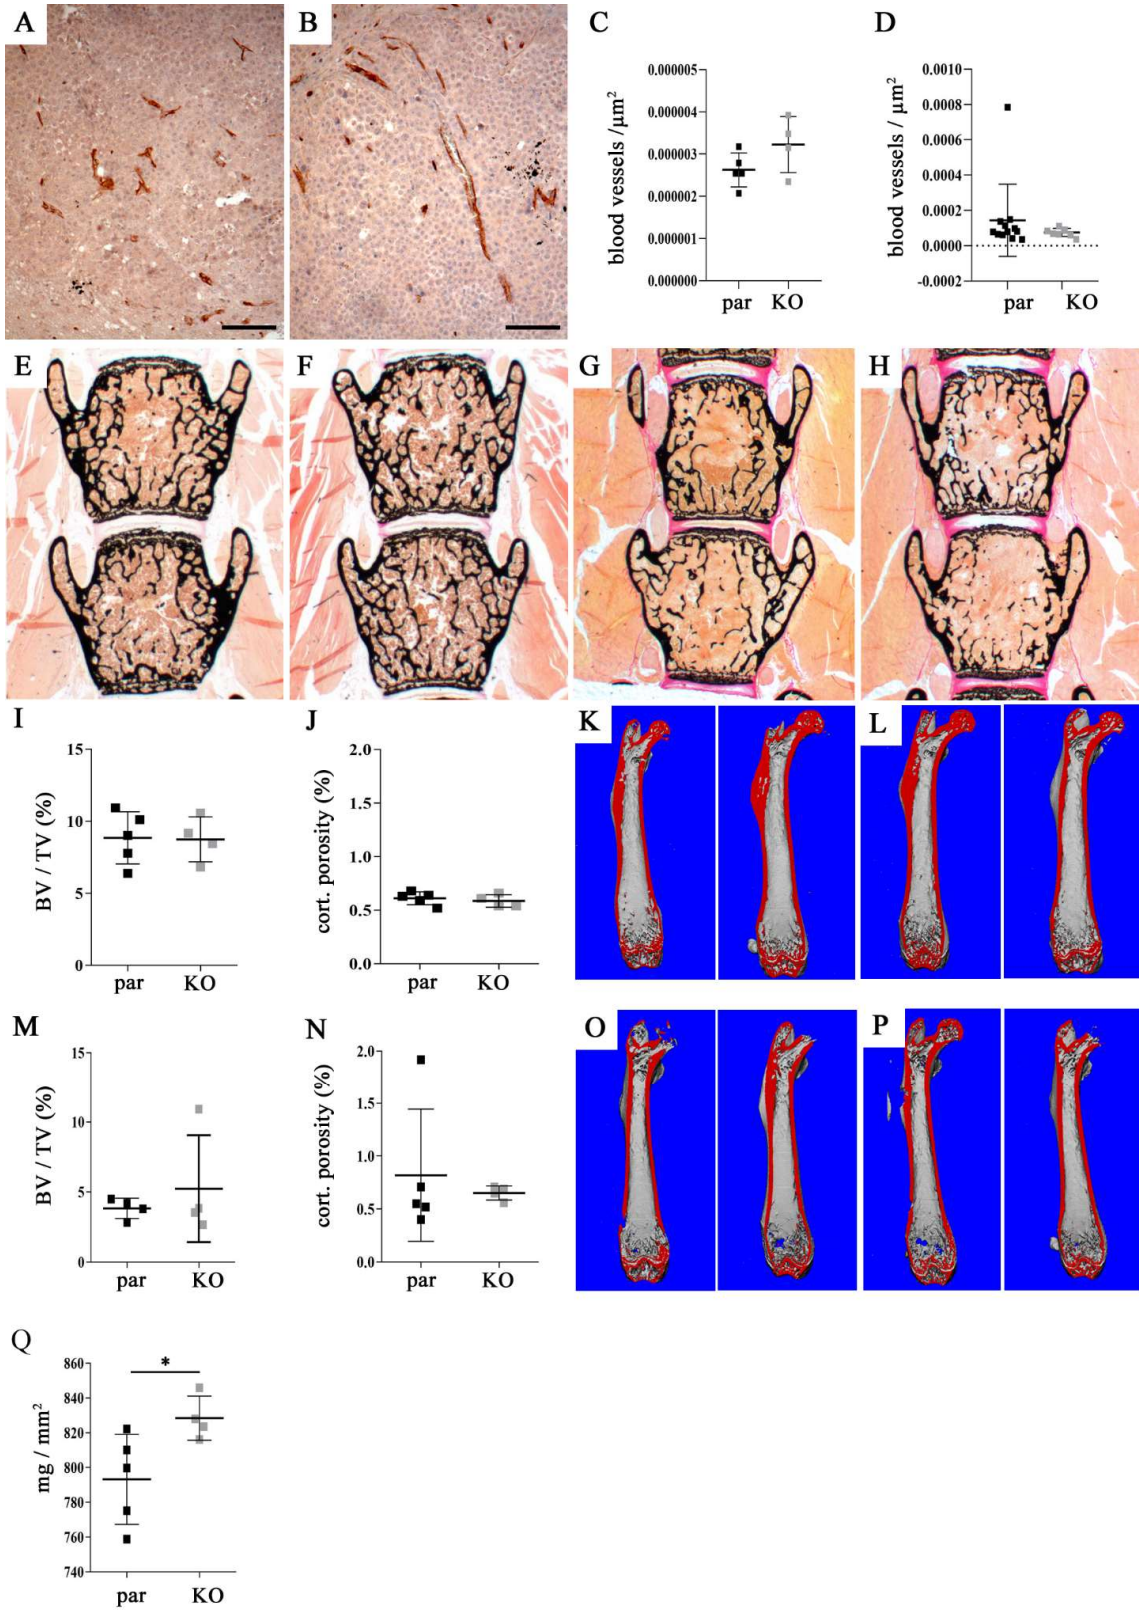 A
B
C
blood vessels /µm²
0.000005
0.000004
0.000003
0.000002
0.000001
0.000000
par KO
D
blood vessels / µm²
0.0010
0.0008
0.0006
0.0004
0.0002
0.0000
-0.0002
par KO
E
F
G
H
I
BV / TV (%)
15
10
5
0
par KO
J
cort. porosity (%)
2.0
1.5
1.0
0.5
0.0
par KO
K
L
M
BV / TV (%)
15
10
5
0
par KO
N
cort. porosity (%)
2.0
1.5
1.0
0.5
0.0
par KO
O
P
Q
mg / mm²
860
840
820
800
780
760
740
*
par KO